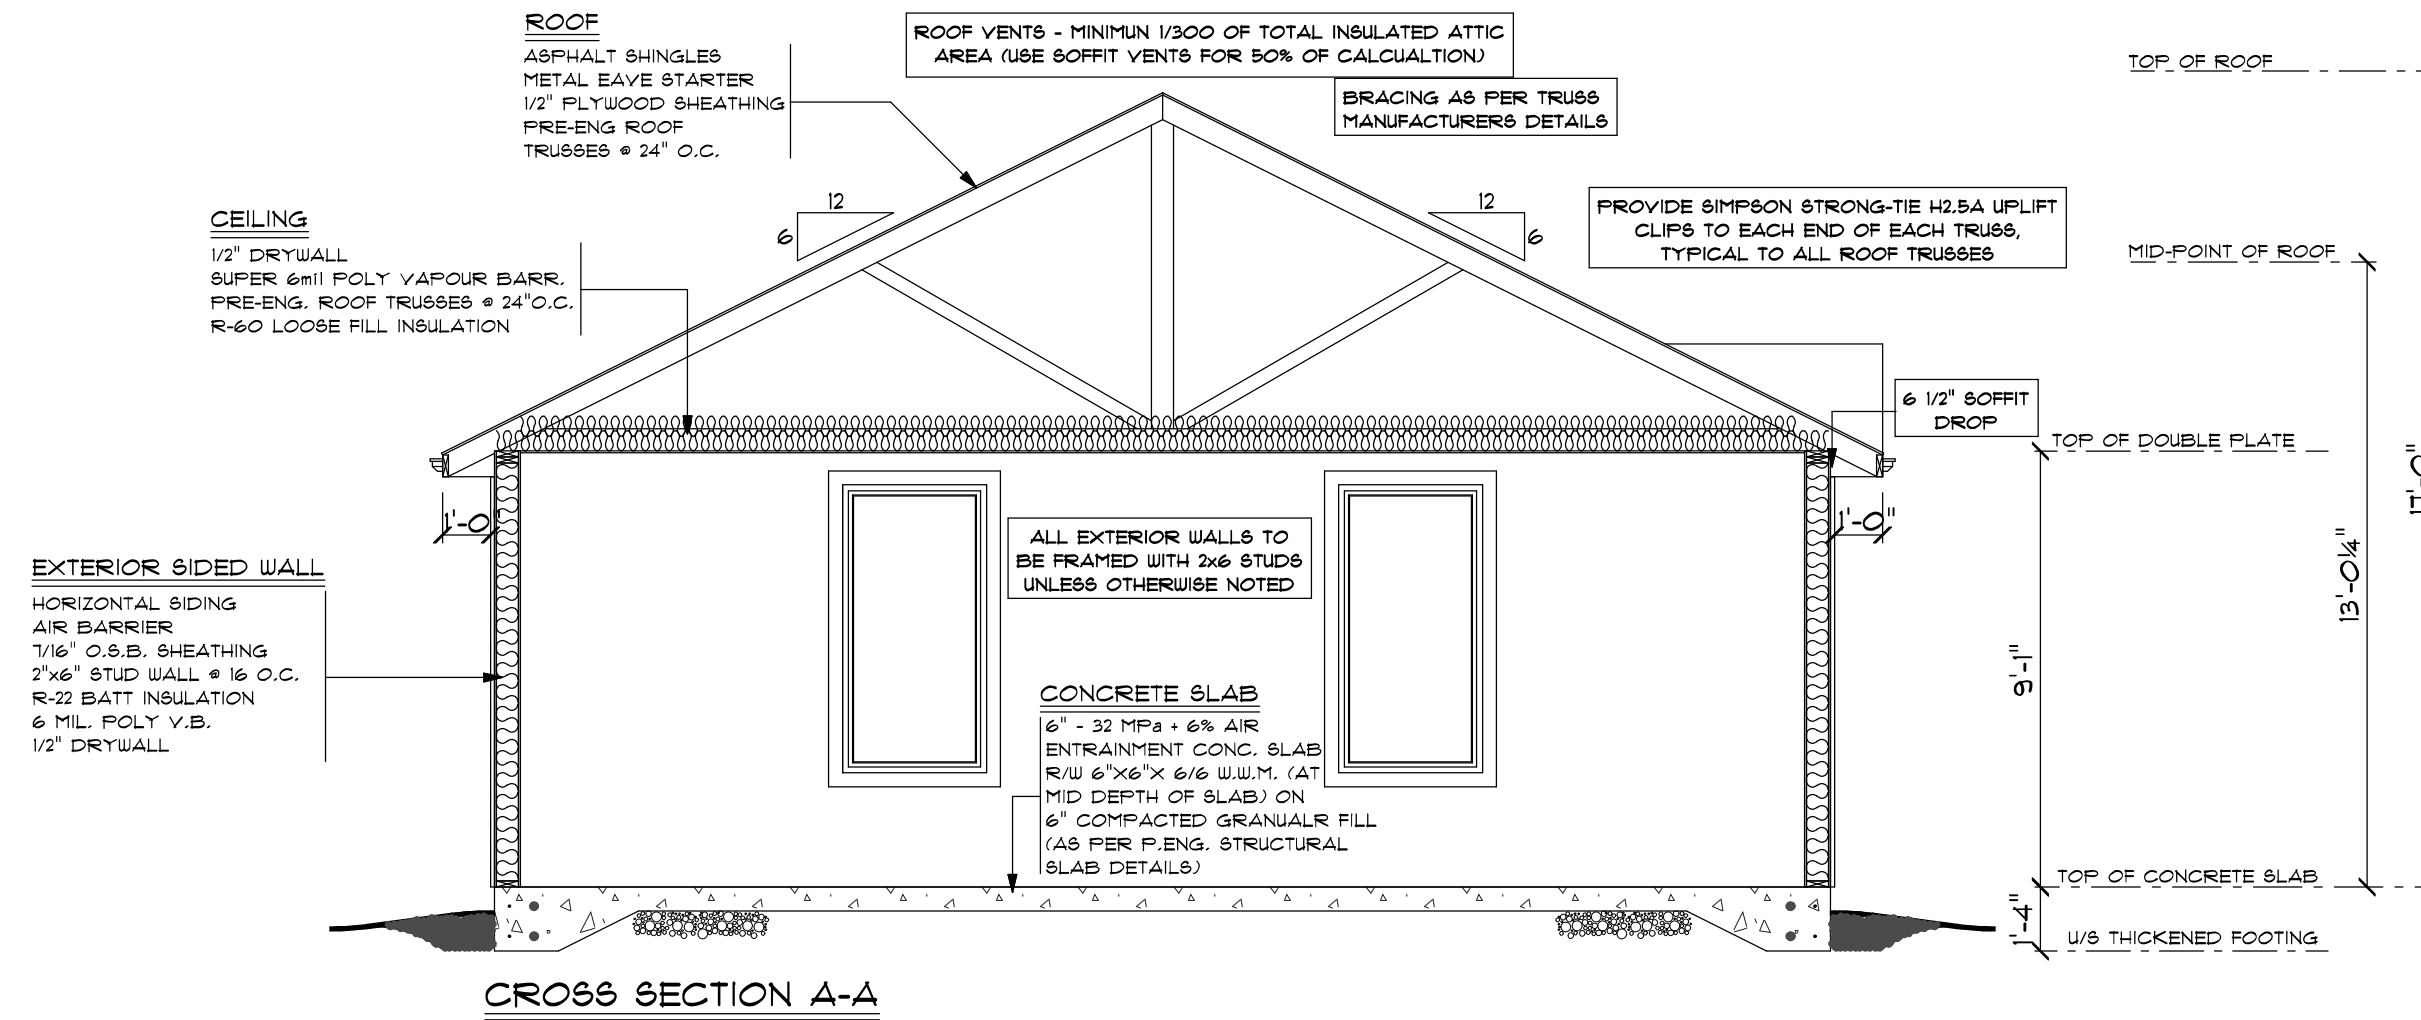 ROOF
ASPHALT SHINGLES
METAL EAVE STARTER
1/2" PLYWOOD SHEATHING
PRE-ENG ROOF
TRUSSES @ 24" O.C.
ROOF VENTS - MINIMUN 1/300 OF TOTAL INSULATED ATTIC
AREA (USE SOFFIT VENTS FOR 50% OF CALCUALTION)
BRACING AS PER TRUSS
MANUFACTURERS DETAILS
TOP OF ROOF
12
6
12
6
CEILING
1/2" DRYWALL
SUPER 6mil POLY VAPOUR BARR.
PRE-ENG. ROOF TRUSSES @ 24"O.C.
R-60 LOOSE FILL INSULATION
PROVIDE SIMPSON STRONG-TIE H2.5A UPLIFT
CLIPS TO EACH END OF EACH TRUSS,
TYPICAL TO ALL ROOF TRUSSES
MID-POINT OF ROOF
6 1/2" SOFFIT
DROP
TOP OF DOUBLE PLATE
1'-0"
1'-0"
ALL EXTERIOR WALLS TO
BE FRAMED WITH 2x6 STUDS
UNLESS OTHERWISE NOTED
EXTERIOR SIDED WALL
HORIZONTAL SIDING
AIR BARRIER
7/16" O.S.B. SHEATHING
2"x6" STUD WALL @ 16 O.C.
R-22 BATT INSULATION
6 MIL. POLY V.B.
1/2" DRYWALL
CONCRETE SLAB
6" - 32 MPa + 6% AIR
ENTRAINMENT CONC. SLAB
R/W 6"X6"X 6/6 W.W.M. (AT
MID DEPTH OF SLAB) ON
6" COMPACTED GRANUALR FILL
(AS PER P.ENG. STRUCTURAL
SLAB DETAILS)
9'-1"
13'-0¼"
TOP OF CONCRETE SLAB
1'-4"
U/S THICKENED FOOTING
CROSS SECTION A-A